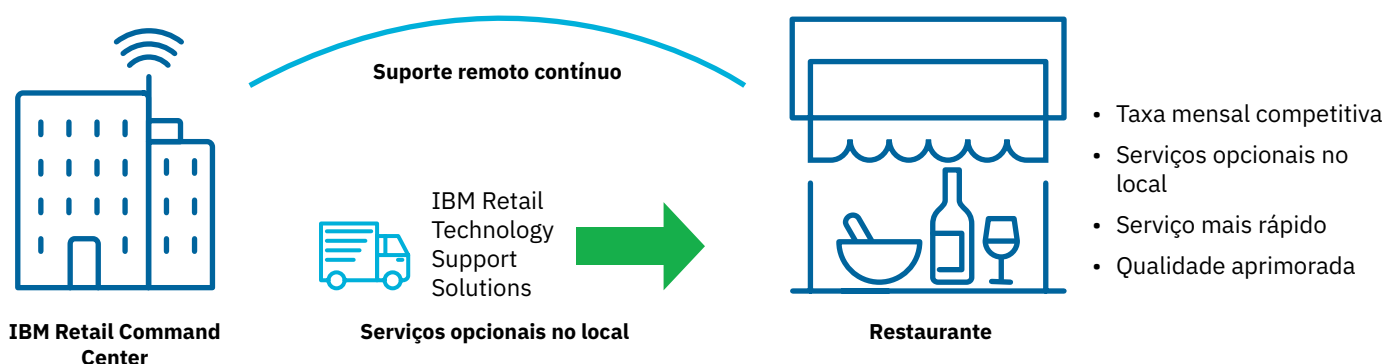 Suporte remoto contínuo
IBM Retail
Technology
Support
Solutions
IBM Retail Command
Center
Serviços opcionais no local
Restaurante
• Taxa mensal competitiva
• Serviços opcionais no
local
• Serviço mais rápido
• Qualidade aprimorada